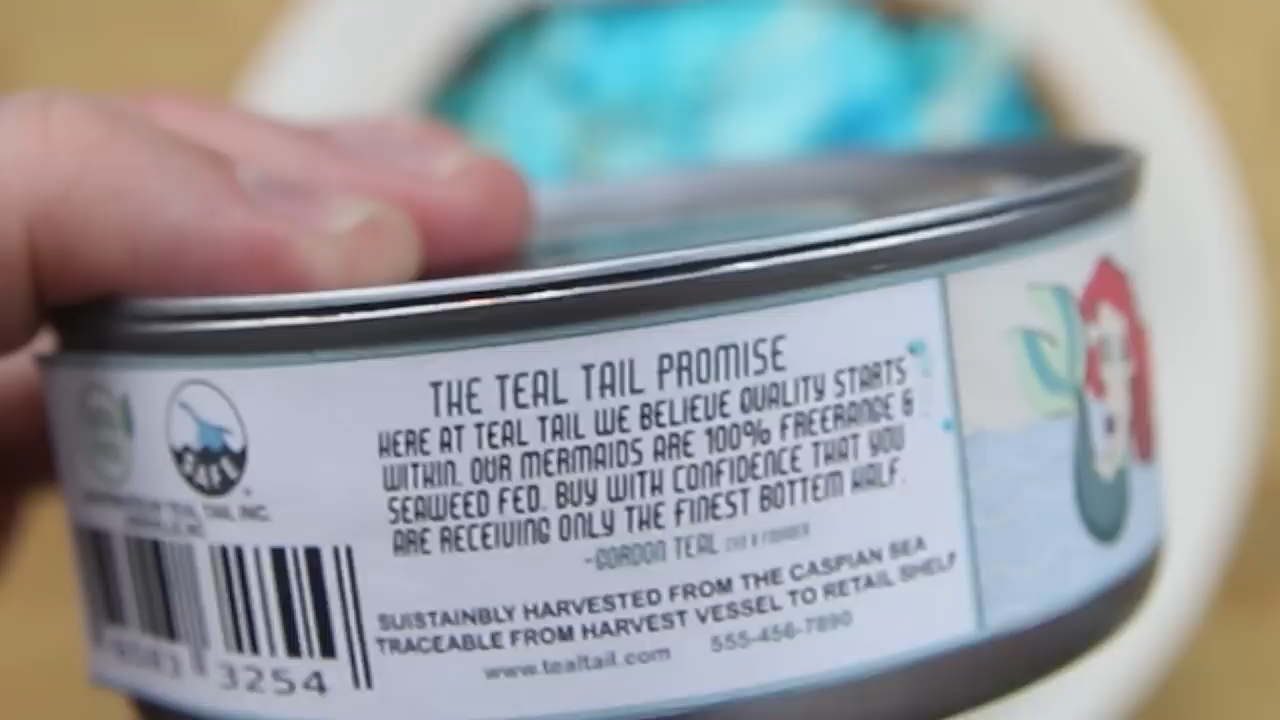 THE TEAL TAIL PROMISE
HERE AT TEAL TAIL WE BELIEVE QUALITY STARTS
WITHIN. OUR MERMAIDS ARE 100% FREERANGE &
SEAWEED FED. BUY WITH CONFIDENCE THAT YOU
ARE RECEIVING ONLY THE FINEST BOTTEM HALF.
-GORDON TEAL CEO & FOUNDER
SUSTAINBLY HARVESTED FROM THE CASPIAN SEA
TRACEABLE FROM HARVEST VESSEL TO RETAIL SHELF
www.tealtail.com 555-456-7890
SAFE
TEAL TAIL INC.
3254